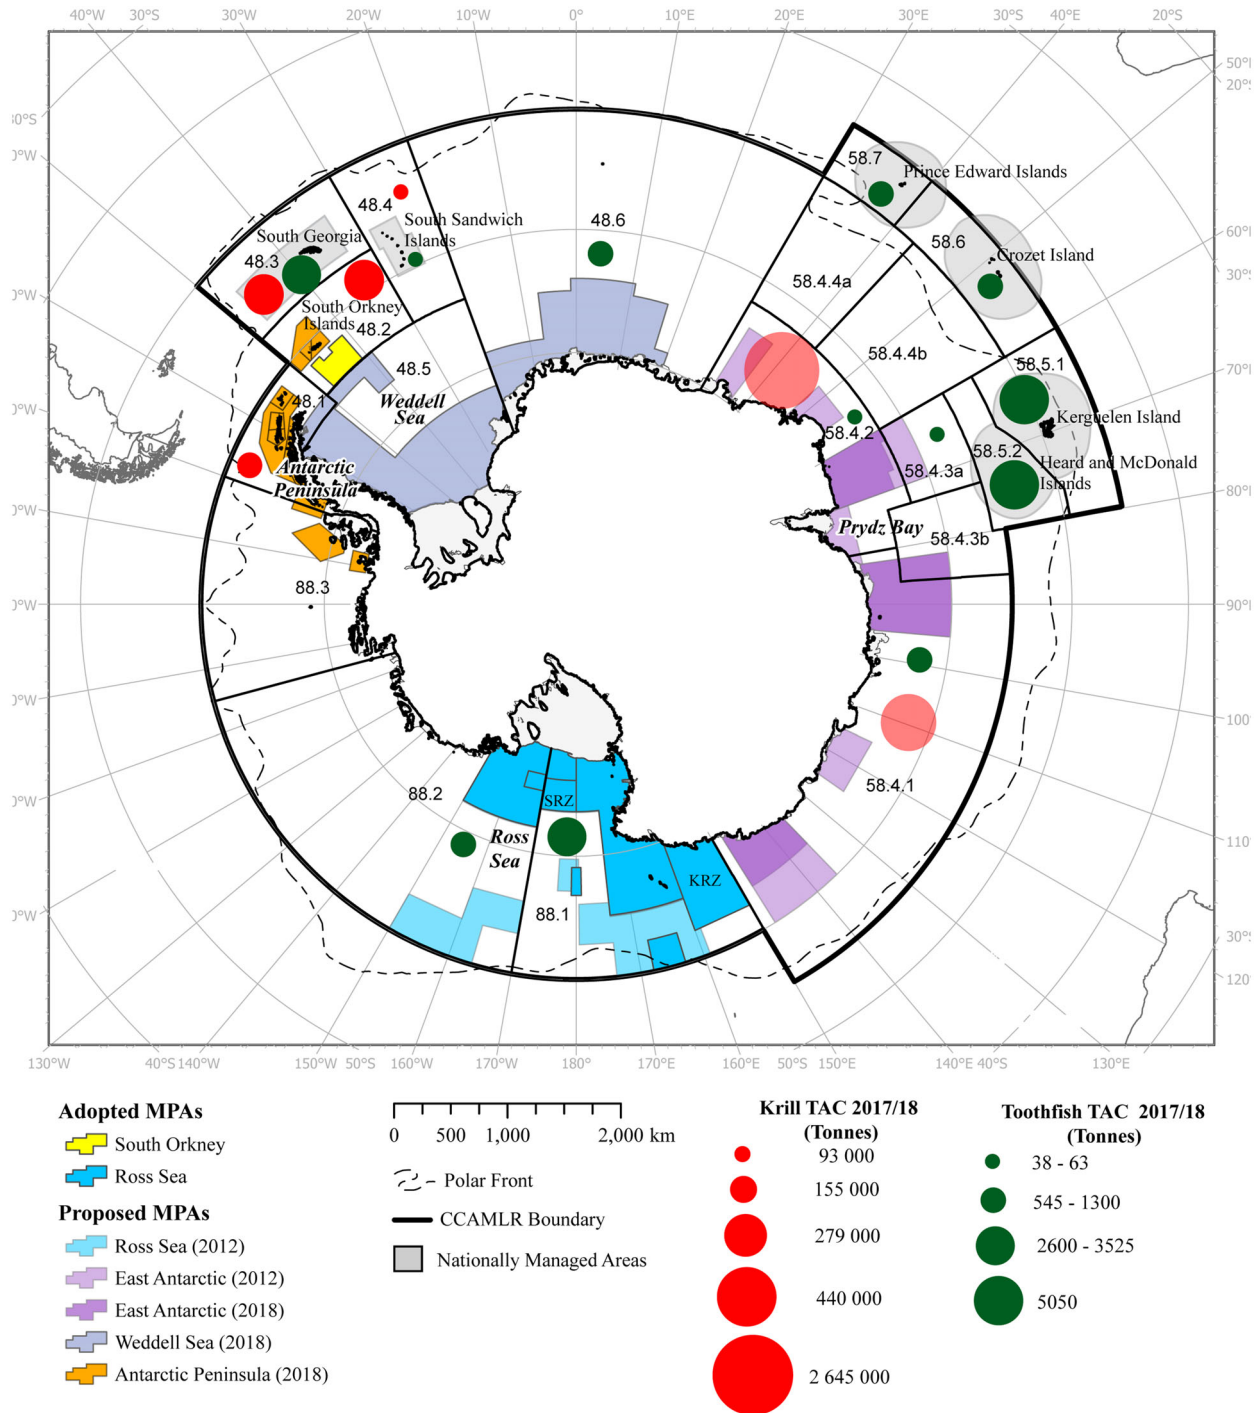 40°W
30°W
20°W
10°W
0°
10°E
20°E
30°E
30°S
40°E
20°S
50°
20°S
48.4
South Sandwich
Islands
48.6
58.7
Prince Edward Islands
South Georgia
48.3
58.6
Crozet Island
60°E
30°S
58.4.4a
South Orkney
Islands
48.2
48.5
58.4.4b
58.5.1
70°E
Weddell
Sea
48.1
Kerguelen Island
58.4.2
58.5.2
58.4.3a
Heard and McDonald
Islands
Antarctic
Peninsula
80°E
Prydz Bay
58.4.3b
88.3
90°E
100°
58.4.1
88.2
SRZ
Ross
Sea
KRZ
110°
88.1
30°S
120°
130°W
40°S
140°W
150°W
50°S
160°W
170°W
180°
170°E
160°E
50°S
150°E
140°E
40°S
130°E
Adopted MPAs
South Orkney
Ross Sea
Proposed MPAs
Ross Sea (2012)
East Antarctic (2012)
East Antarctic (2018)
Weddell Sea (2018)
Antarctic Peninsula (2018)
0 500 1,000 2,000 km
Polar Front
CCAMLR Boundary
Nationally Managed Areas
Krill TAC 2017/18
(Tonnes)
93 000
155 000
279 000
440 000
2 645 000
Toothfish TAC 2017/18
(Tonnes)
38 - 63
545 - 1300
2600 - 3525
5050